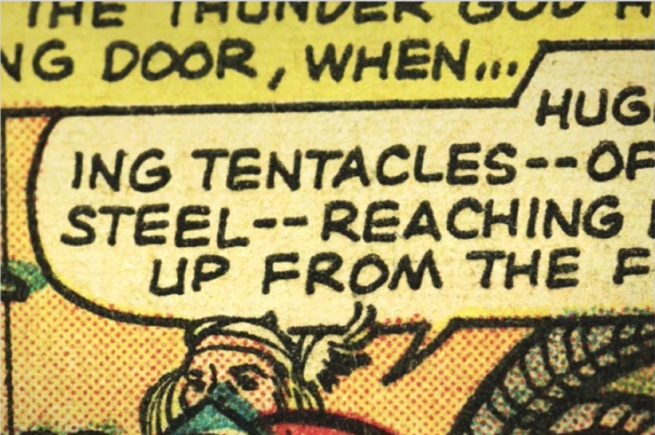 THE THUNDER GOD
NG DOOR, WHEN...
HUG
ING TENTACLES--OF
STEEL--REACHING
UP FROM THE F